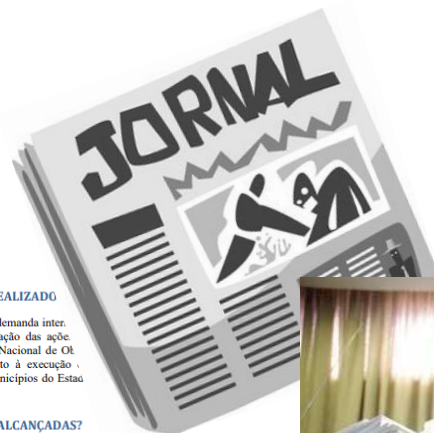 JORNAL
EALIZADO
demanda inter.
ação das açõe.
Nacional de Ob
to à execução
nicípios do Estad
ALCANÇADAS?